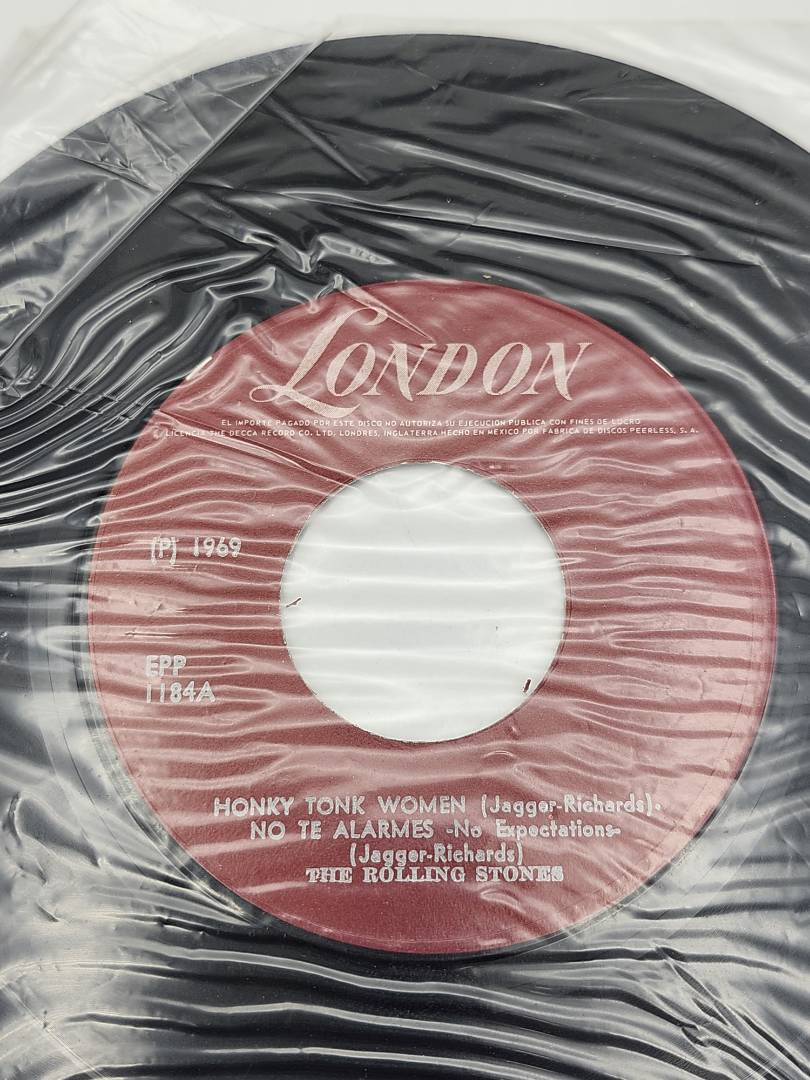 LONDON
EL IMPORTE PAGADO POR ESTE DISCO NO AUTORIZA SU EJECUCION PUBLICA CON FINES DE LUCRO
LICENCIA THE DECCA RECORD CO. LTD. LONDRES, INGLATERRA HECHO EN MEXICO POR FABRICA DE DISCOS PEERLESS, S. A.
(P) 1969
EPP
1184A
HONKY TONK WOMEN (Jagger-Richards).
NO TE ALARMES -No Expectations-
(Jagger-Richards)
THE ROLLING STONES